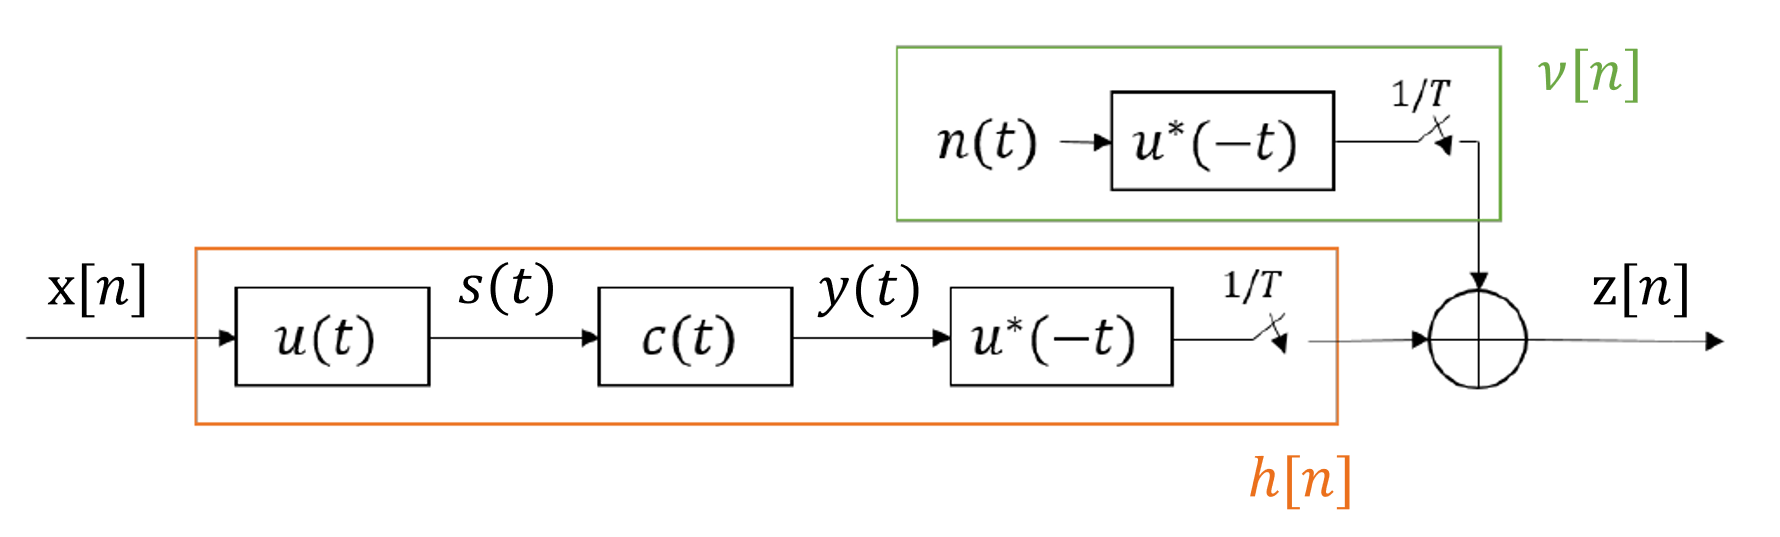 ν[n]
1/T
n(t)
u*(−t)
x[n]
s(t)
y(t)
1/T
z[n]
u(t)
c(t)
u*(−t)
h[n]